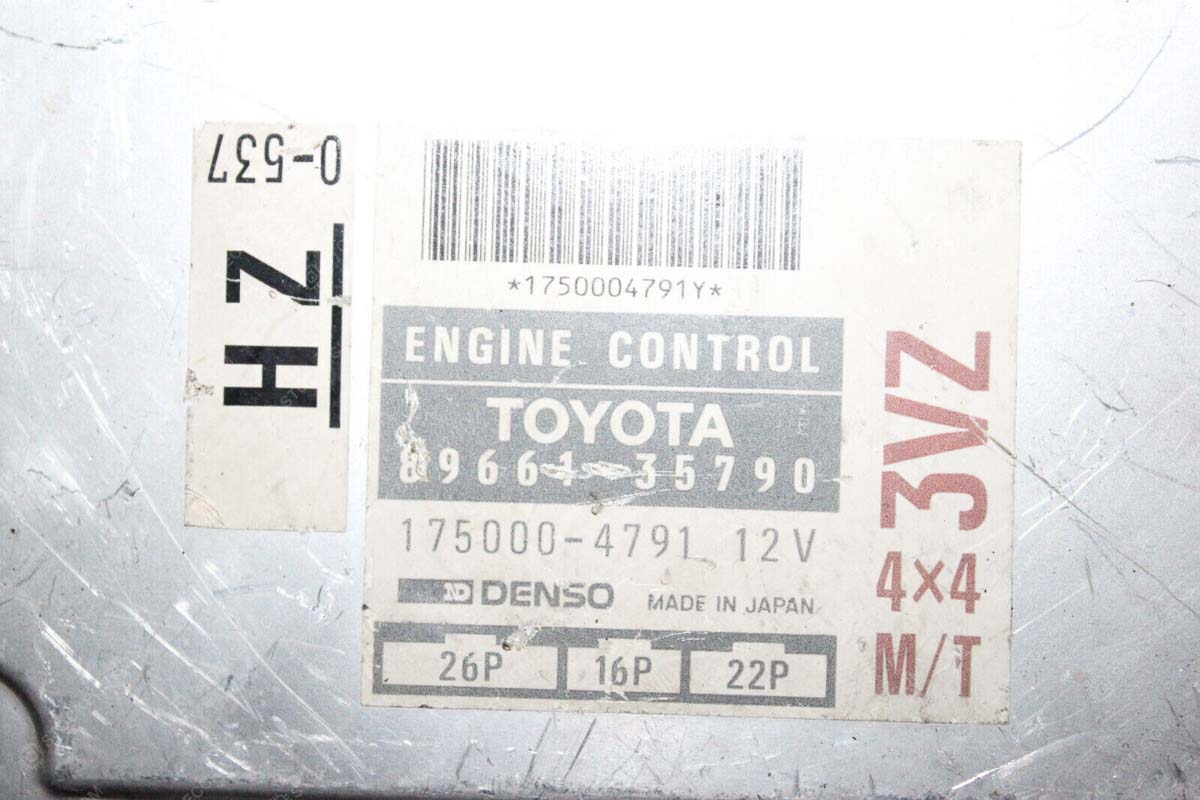 0-537
HZ
*1750004791Y*
ENGINE CONTROL
TOYOTA
89661-35790
175000-4791 12V
ND DENSO MADE IN JAPAN
26P 16P 22P
3VZ
4×4
M/T